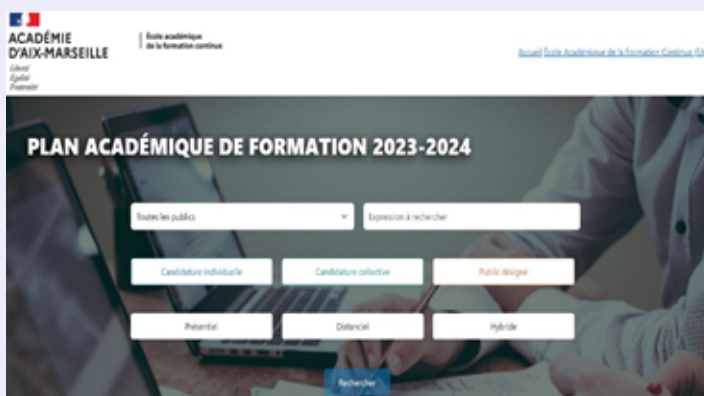 ACADÉMIE
D'AIX-MARSEILLE
Liberté
Égalité
Fraternité
École académique
de la formation continue
Accueil École Académique de la Formation Continue
PLAN ACADÉMIQUE DE FORMATION 2023-2024
Toutes les publics
Expression à rechercher
Candidature individuelle
Candidature collective
Public désigné
Présentiel
Distanciel
Hybride
Rechercher